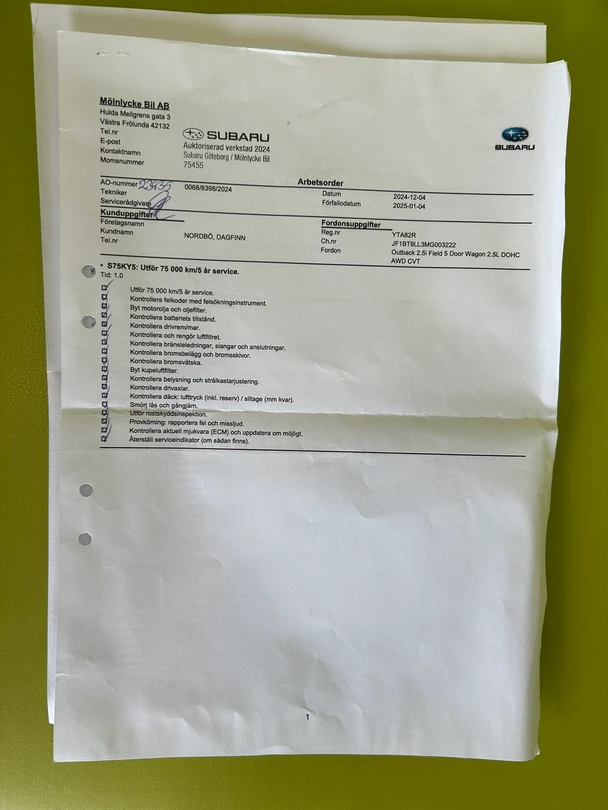 Mölnlycke Bil AB
Hulda Mellgrens gata 3
Västra Frölunda 42132
Tel.nr
E-post
Kontaktnamn
Momsnummer
SUBARU
Auktoriserad verkstad 2024
Subaru Göteborg / Mölnlycke Bil
75455
SUBARU
Arbetsorder
AO-nummer 0068/8398/2024
Tekniker
Servicerådgivare
Datum 2024-12-04
Förfallodatum 2025-01-04
Kunduppgifter
Företagsnamn
Kundnamn NORDBÖ, DAGFINN
Tel.nr
Fordonsuppgifter
Reg.nr YTA82R
Ch.nr JF1BT9LL3MG003222
Fordon Outback 2.5i Field 5 Door Wagon 2.5L DOHC
AWD CVT
• S75KY5: Utför 75 000 km/5 år service.
Tid: 1.0
Utför 75 000 km/5 år service.
Kontrollera felkoder med felsökningsinstrument.
Byt motorolja och oljefilter.
Kontrollera batteriets tillstånd.
Kontrollera drivrem/mar.
Kontrollera och rengör luftfiltret.
Kontrollera bränsleledningar, slangar och anslutningar.
Kontrollera bromsbelägg och bromsskivor.
Kontrollera bromsvätska.
Byt kupeluftfilter.
Kontrollera belysning och strålkastarjustering.
Kontrollera drivaxlar.
Kontrollera däck: lufttryck (inkl. reserv) / slitage (mm kvar).
Smörj lås och gångjärn.
Utför rostskyddsinspektion.
Provkörning: rapportera fel och missljud.
Kontrollera aktuell mjukvara (ECM) och uppdatera om möjligt.
Återställ serviceindikator (om sådan finns).
1